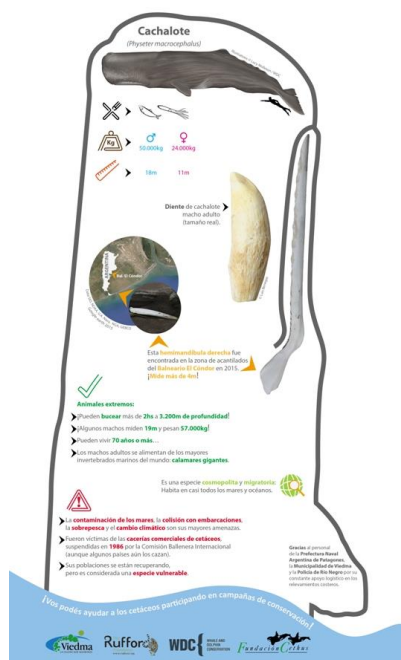 Cachalote
(Physeter macrocephalus)
Kg
♂ ♀
50.000kg 24.000kg
18m 11m
Diente de cachalote
macho adulto
(tamaño real).
ARGENTINA
Bal. El Cóndor
Esta hemimandíbula derecha fue
encontrada en la zona de acantilados
del Balneario El Cóndor en 2015.
¡Mide más de 4m!
Animales extremos:
¡Pueden bucear más de 2hs a 3.200m de profundidad!
¡Algunos machos miden 19m y pesan 57.000kg!
Pueden vivir 70 años o más...
Los machos adultos se alimentan de los mayores
invertebrados marinos del mundo: calamares gigantes.
Es una especie cosmopolita y migratoria:
Habita en casi todos los mares y océanos.
La contaminación de los mares, la colisión con embarcaciones,
la sobrepesca y el cambio climático son sus mayores amenazas.
Fueron víctimas de las cacerías comerciales de cetáceos,
suspendidas en 1986 por la Comisión Ballenera Internacional
(aunque algunos países aún los cazan).
Sus poblaciones se están recuperando,
pero es considerada una especie vulnerable.
Gracias al personal
de la Prefectura Naval
Argentina de Patagones,
la Municipalidad de Viedma
y la Policía de Río Negro por su
constante apoyo logístico en los
relevamientos costeros.
¡Vos podés ayudar a los cetáceos participando en campañas de conservación!
Viedma
Rufford
WDC
WHALE AND
DOLPHIN
CONSERVATION
Fundación Cethus